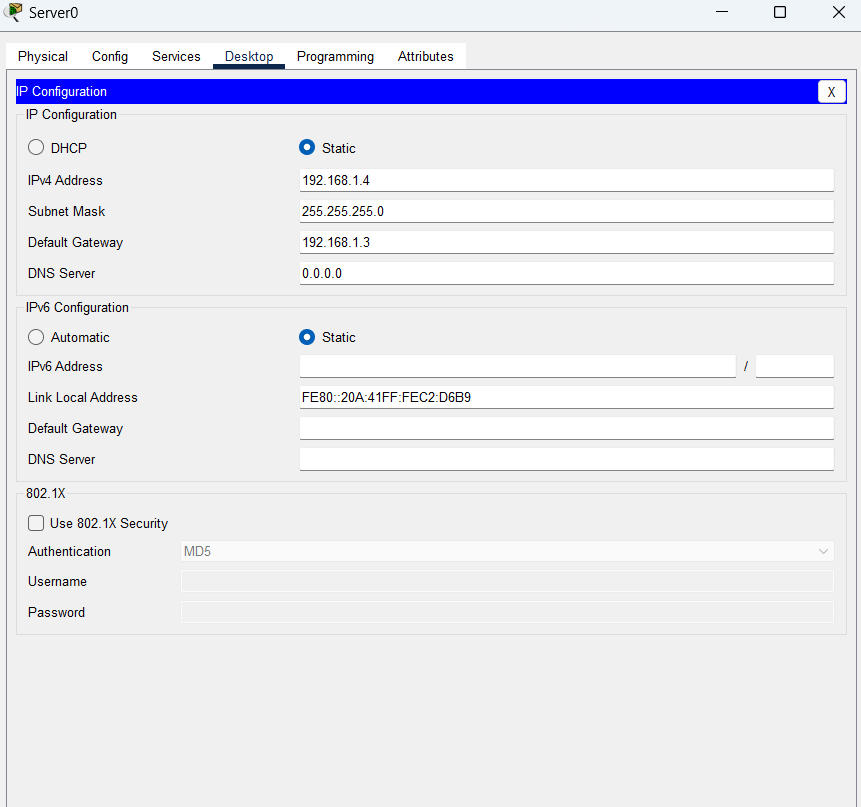 Server0
Physical Config Services Desktop Programming Attributes
IP Configuration X
IP Configuration
DHCP Static
IPv4 Address 192.168.1.4
Subnet Mask 255.255.255.0
Default Gateway 192.168.1.3
DNS Server 0.0.0.0
IPv6 Configuration
Automatic Static
IPv6 Address /
Link Local Address FE80::20A:41FF:FEC2:D6B9
Default Gateway
DNS Server
802.1X
Use 802.1X Security
Authentication MD5
Username
Password